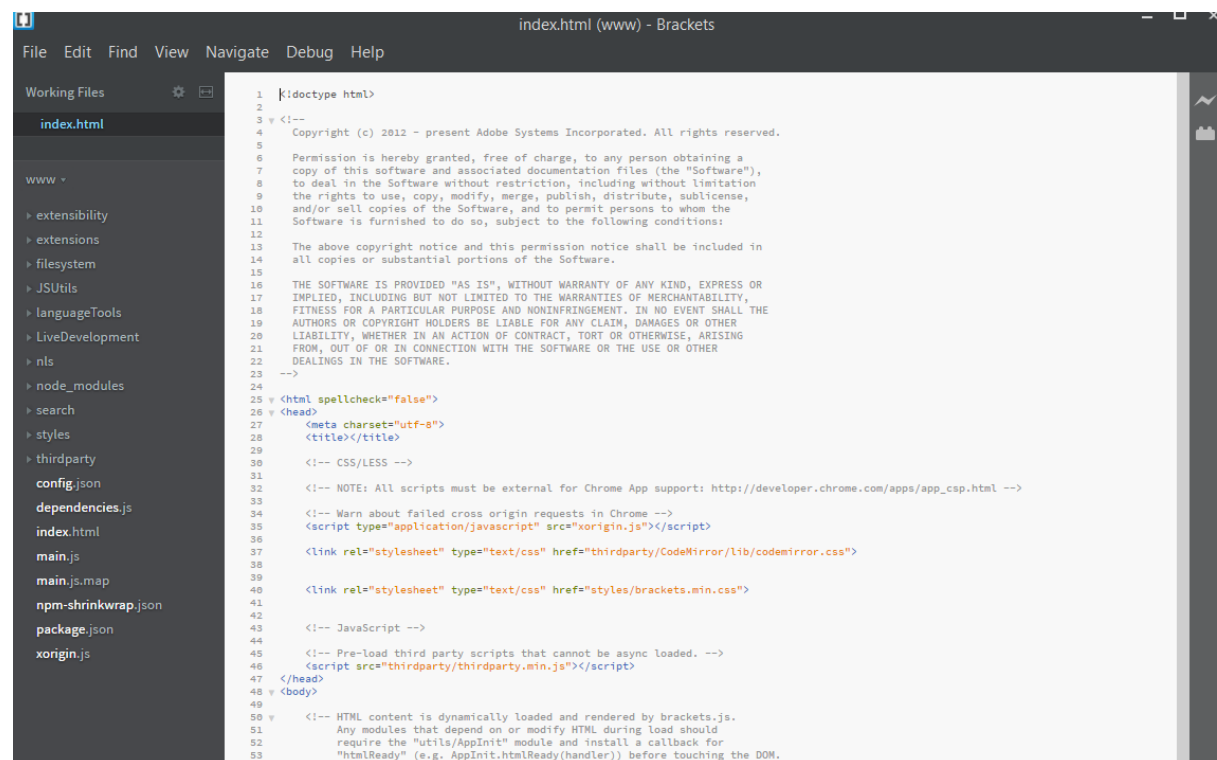 index.html (www) - Brackets
File Edit Find View Navigate Debug Help
Working Files
index.html
www
extensibility
extensions
filesystem
JSUtils
languageTools
LiveDevelopment
nls
node_modules
search
styles
thirdparty
config.json
dependencies.js
index.html
main.js
main.js.map
npm-shrinkwrap.json
package.json
xorigin.js
1 <!doctype html>
2
3 <!--
4 Copyright (c) 2012 - present Adobe Systems Incorporated. All rights reserved.
5
6 Permission is hereby granted, free of charge, to any person obtaining a
7 copy of this software and associated documentation files (the "Software"),
8 to deal in the Software without restriction, including without limitation
9 the rights to use, copy, modify, merge, publish, distribute, sublicense,
10 and/or sell copies of the Software, and to permit persons to whom the
11 Software is furnished to do so, subject to the following conditions:
12
13 The above copyright notice and this permission notice shall be included in
14 all copies or substantial portions of the Software.
15
16 THE SOFTWARE IS PROVIDED "AS IS", WITHOUT WARRANTY OF ANY KIND, EXPRESS OR
17 IMPLIED, INCLUDING BUT NOT LIMITED TO THE WARRANTIES OF MERCHANTABILITY,
18 FITNESS FOR A PARTICULAR PURPOSE AND NONINFRINGEMENT. IN NO EVENT SHALL THE
19 AUTHORS OR COPYRIGHT HOLDERS BE LIABLE FOR ANY CLAIM, DAMAGES OR OTHER
20 LIABILITY, WHETHER IN AN ACTION OF CONTRACT, TORT OR OTHERWISE, ARISING
21 FROM, OUT OF OR IN CONNECTION WITH THE SOFTWARE OR THE USE OR OTHER
22 DEALINGS IN THE SOFTWARE.
23 -->
24
25 <html spellcheck="false">
26 <head>
27 <meta charset="utf-8">
28 <title></title>
29
30 <!-- CSS/LESS -->
31
32 <!-- NOTE: All scripts must be external for Chrome App support: http://developer.chrome.com/apps/app_csp.html -->
33
34 <!-- Warn about failed cross origin requests in Chrome -->
35 <script type="application/javascript" src="xorigin.js"></script>
36
37 <link rel="stylesheet" type="text/css" href="thirdparty/CodeMirror/lib/codemirror.css">
38
39
40 <link rel="stylesheet" type="text/css" href="styles/brackets.min.css">
41
42
43 <!-- JavaScript -->
44
45 <!-- Pre-load third party scripts that cannot be async loaded. -->
46 <script src="thirdparty/thirdparty.min.js"></script>
47 </head>
48 <body>
49
50 <!-- HTML content is dynamically loaded and rendered by brackets.js.
51 Any modules that depend on or modify HTML during load should
52 require the "utils/AppInit" module and install a callback for
53 "htmlReady" (e.g. AppInit.htmlReady(handler)) before touching the DOM.